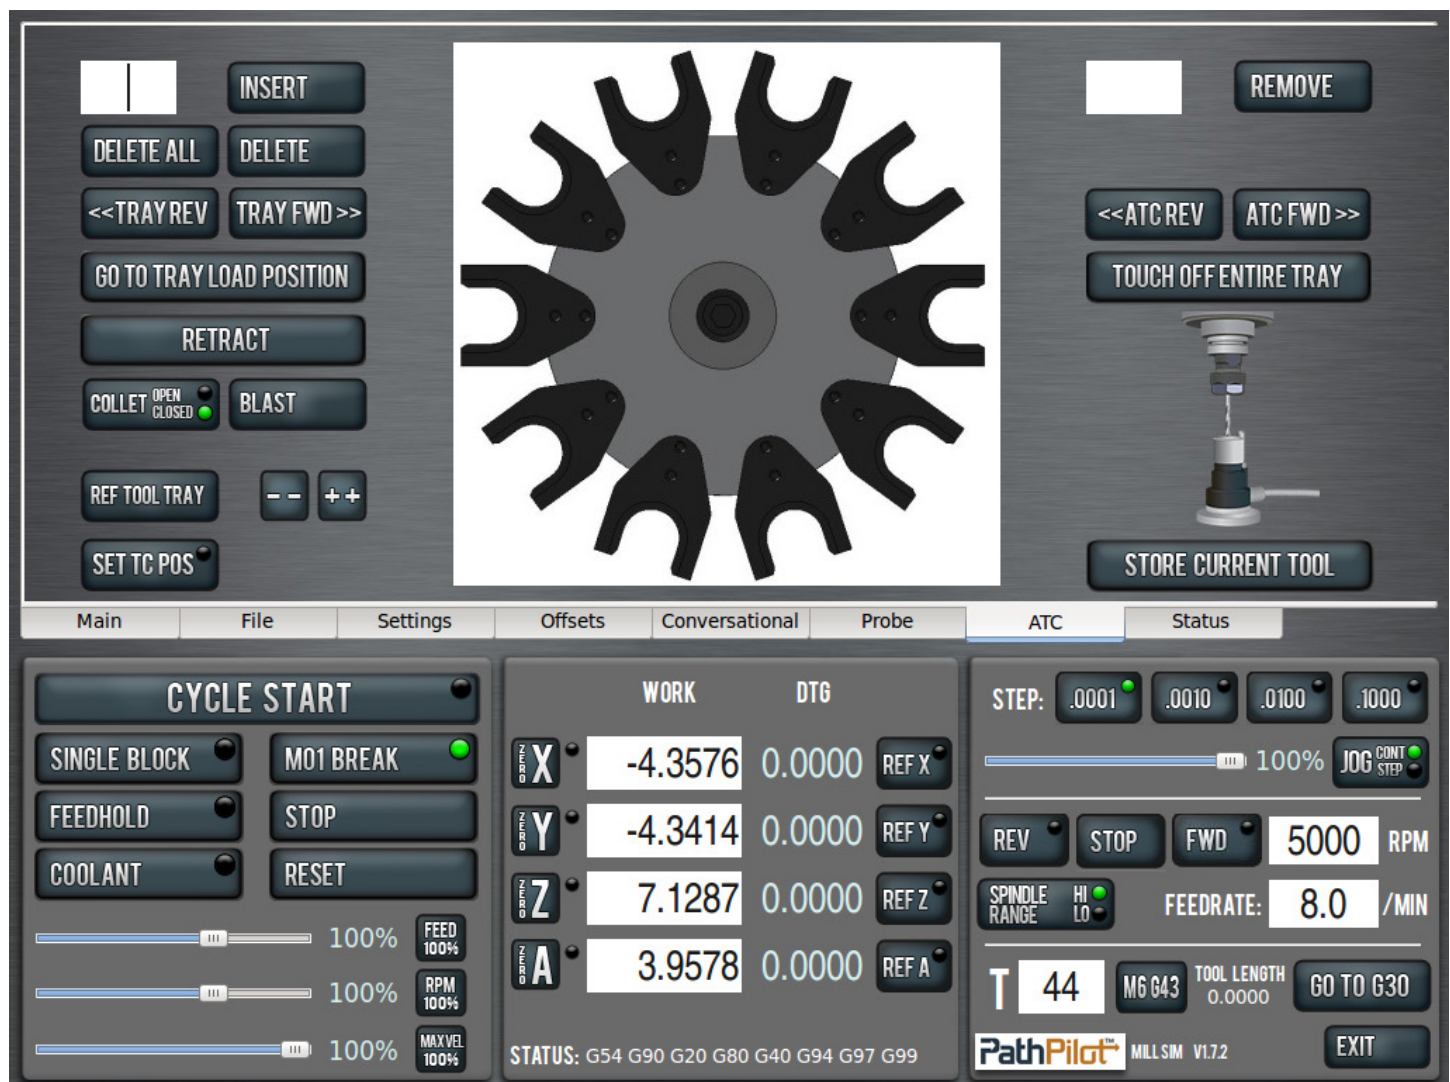 INSERT
REMOVE
DELETE ALL
DELETE
<<TRAY REV
TRAY FWD>>
<<ATC REV
ATC FWD>>
GO TO TRAY LOAD POSITION
TOUCH OFF ENTIRE TRAY
RETRACT
COLLET OPEN
CLOSED
BLAST
REF TOOL TRAY
--
++
SET TC POS
STORE CURRENT TOOL
Main
File
Settings
Offsets
Conversational
Probe
ATC
Status
CYCLE START
SINGLE BLOCK
M01 BREAK
FEEDHOLD
STOP
COOLANT
RESET
100%
FEED
100%
100%
RPM
100%
100%
MAXVEL
100%
WORK
DTG
ZERO X
-4.3576
0.0000
REF X
ZERO Y
-4.3414
0.0000
REF Y
ZERO Z
7.1287
0.0000
REF Z
ZERO A
3.9578
0.0000
REF A
STATUS: G54 G90 G20 G80 G40 G94 G97 G99
STEP:
.0001
.0010
.0100
.1000
100%
JOG CONT
STEP
REV
STOP
FWD
5000
RPM
SPINDLE HI
RANGE LO
FEEDRATE:
8.0
/MIN
T
44
M6 G43
TOOL LENGTH
0.0000
GO TO G30
PathPilot™
MILL SIM V1.7.2
EXIT